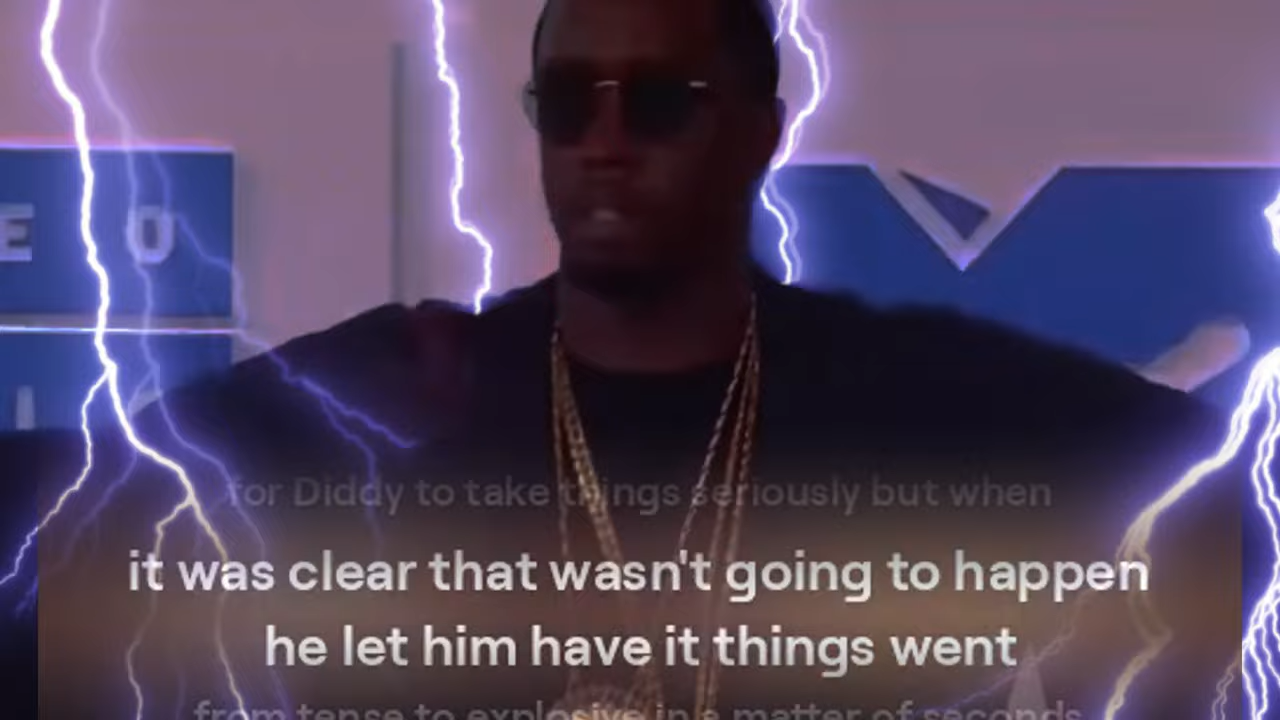 E O
for Diddy to take things seriously but when
it was clear that wasn't going to happen
he let him have it things went
from tense to explosive in a matter of seconds